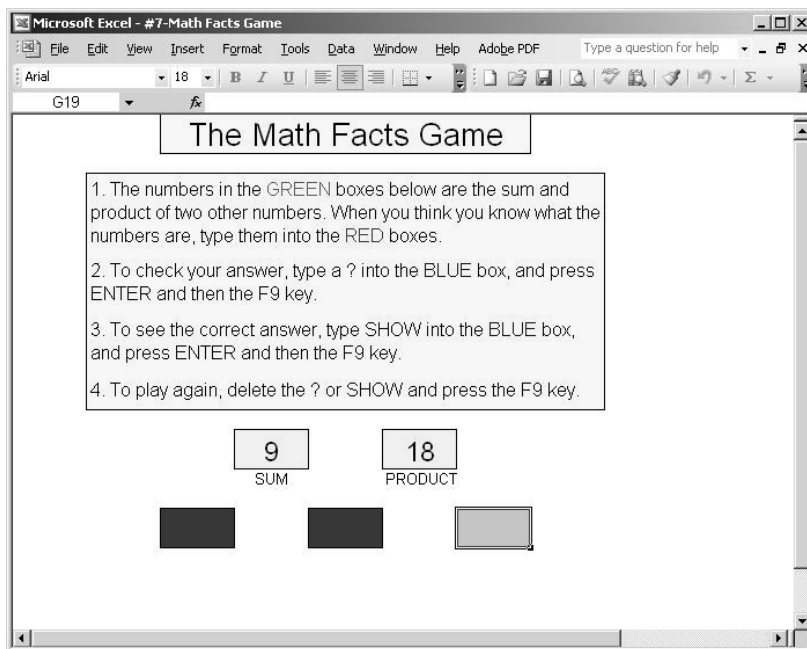 Microsoft Excel - #7-Math Facts Game
File Edit View Insert Format Tools Data Window Help Adobe PDF Type a question for help
Arial 18 B I U Σ
G19 fx
The Math Facts Game
1. The numbers in the GREEN boxes below are the sum and
product of two other numbers. When you think you know what the
numbers are, type them into the RED boxes.
2. To check your answer, type a ? into the BLUE box, and press
ENTER and then the F9 key.
3. To see the correct answer, type SHOW into the BLUE box,
and press ENTER and then the F9 key.
4. To play again, delete the ? or SHOW and press the F9 key.
9 18
SUM PRODUCT